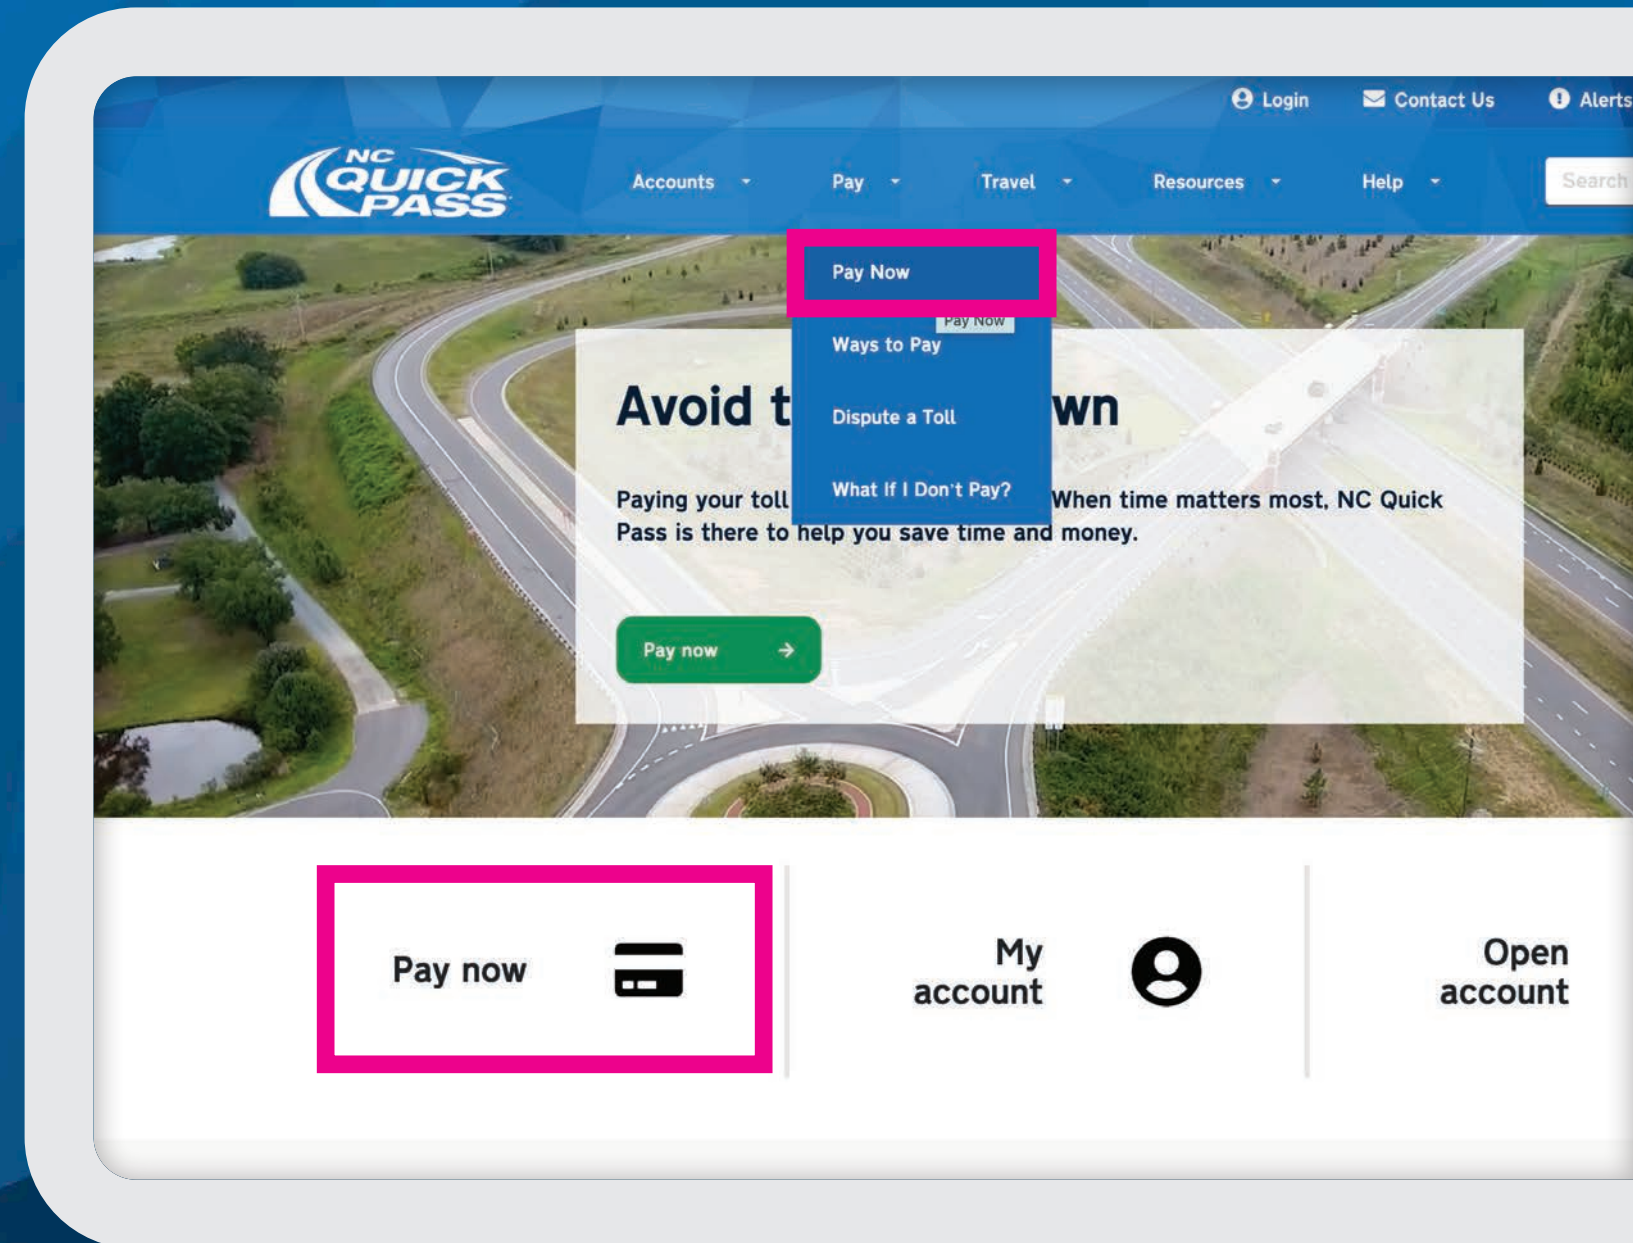 Login Contact Us Alerts
NC
QUICK
PASS
Accounts Pay Travel Resources Help Search
Pay Now
Pay Now
Ways to Pay
Dispute a Toll
What If I Don't Pay?
Avoid t wn
Paying your toll When time matters most, NC Quick
Pass is there to help you save time and money.
Pay now
Pay now
My
account
Open
account